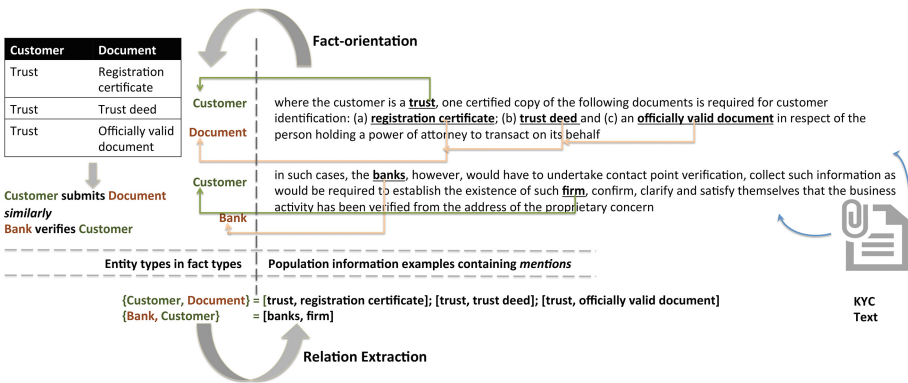 Fact-orientation
Customer Document
Trust Registration
certificate
Trust Trust deed
Trust Officially valid
document
Customer submits Document
similarly
Bank verifies Customer
Customer
Document
where the customer is a trust, one certified copy of the following documents is required for customer
identification: (a) registration certificate; (b) trust deed and (c) an officially valid document in respect of the
person holding a power of attorney to transact on its behalf
Customer
Bank
in such cases, the banks, however, would have to undertake contact point verification, collect such information as
would be required to establish the existence of such firm, confirm, clarify and satisfy themselves that the business
activity has been verified from the address of the proprietary concern
Entity types in fact types
Population information examples containing mentions
{Customer, Document} = [trust, registration certificate]; [trust, trust deed]; [trust, officially valid document]
{Bank, Customer} = [banks, firm]
KYC
Text
Relation Extraction